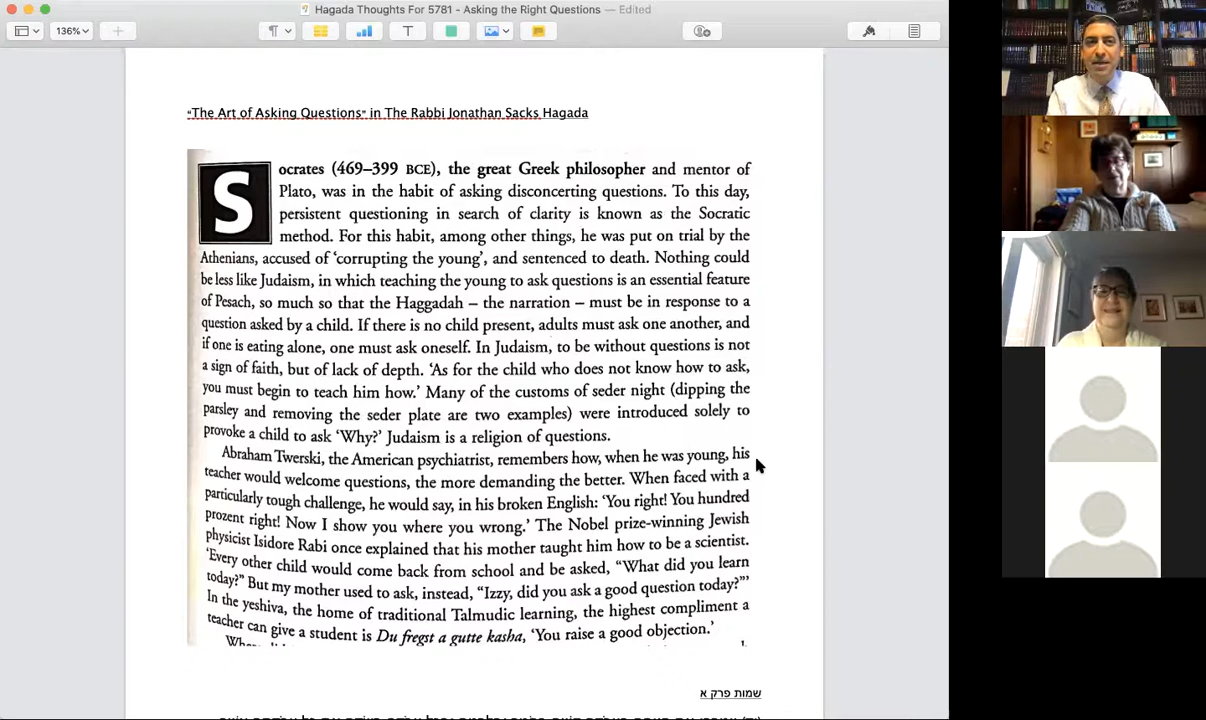 Hagada Thoughts For 5781 - Asking the Right Questions — Edited
136%
"The Art of Asking Questions" in The Rabbi Jonathan Sacks Hagada
Socrates (469–399 BCE), the great Greek philosopher and mentor of
Plato, was in the habit of asking disconcerting questions. To this day,
persistent questioning in search of clarity is known as the Socratic
method. For this habit, among other things, he was put on trial by the
Athenians, accused of ‘corrupting the young’, and sentenced to death. Nothing could
be less like Judaism, in which teaching the young to ask questions is an essential feature
of Pesach, so much so that the Haggadah – the narration – must be in response to a
question asked by a child. If there is no child present, adults must ask one another, and
if one is eating alone, one must ask oneself. In Judaism, to be without questions is not
a sign of faith, but of lack of depth. ‘As for the child who does not know how to ask,
you must begin to teach him how.’ Many of the customs of seder night (dipping the
parsley and removing the seder plate are two examples) were introduced solely to
provoke a child to ask ‘Why?’ Judaism is a religion of questions.
Abraham Twerski, the American psychiatrist, remembers how, when he was young, his
teacher would welcome questions, the more demanding the better. When faced with a
particularly tough challenge, he would say, in his broken English: ‘You right! You hundred
prozent right! Now I show you where you wrong.’ The Nobel prize-winning Jewish
physicist Isidore Rabi once explained that his mother taught him how to be a scientist.
‘Every other child would come back from school and be asked, “What did you learn
today?” But my mother used to ask, instead, “Izzy, did you ask a good question today?”’
In the yeshiva, the home of traditional Talmudic learning, the highest compliment a
teacher can give a student is Du fregst a gutte kasha, ‘You raise a good objection.’
שמות פרק א